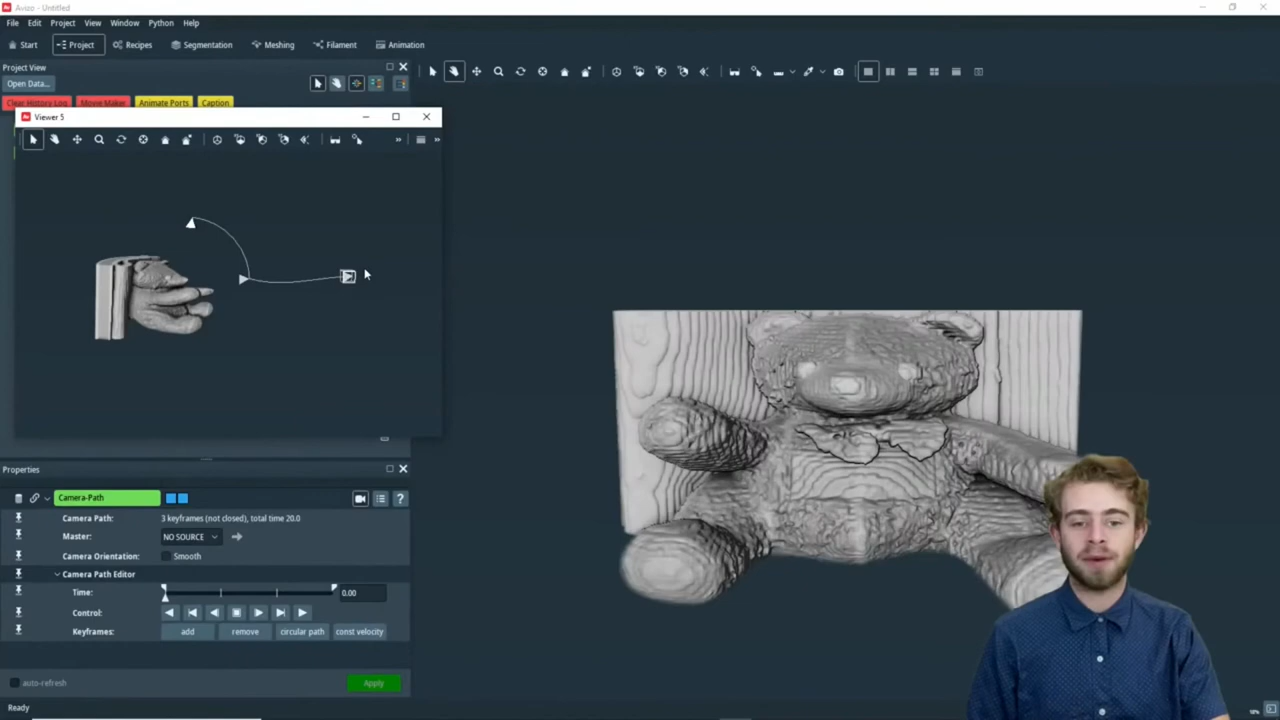 Avizo - Untitled
File Edit Project View Window Python Help
Start Project Recipes Segmentation Meshing Filament Animation
Project View
Open Data...
Clear History Log Movie Maker Animate Ports Caption
Viewer 5
Properties
Camera-Path
Camera Path: 3 keyframes (not closed), total time 20.0
Master: NO SOURCE
Camera Orientation: Smooth
Camera Path Editor
Time: 0.00
Control:
Keyframes: add remove circular path const velocity
auto-refresh Apply
Ready